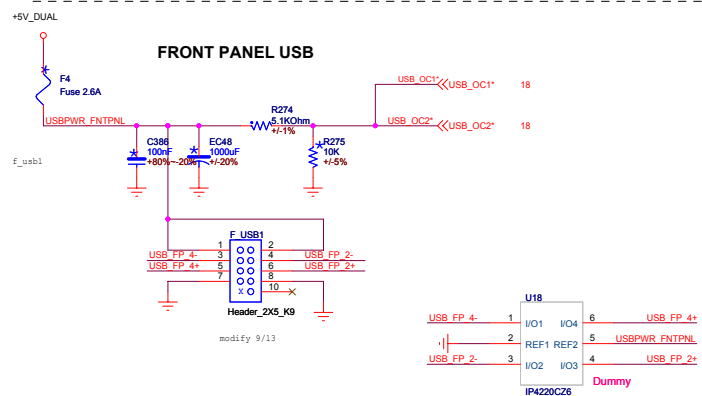 +5V_DUAL
FRONT PANEL USB
F4
Fuse 2.6A
USB_OC1*
USB_OC1*
18
USBPWR_FNTPNL
R274
5.1KOhm
+/-1%
USB_OC2*
USB_OC2*
18
C386
100nF
+80%~-20%
EC48
1000uF
+/-20%
R275
10K
+/-5%
f_usb1
F_USB1
1
2
USB_FP_4-
3
4
USB_FP_2-
USB_FP_4+
5
6
USB_FP_2+
7
8
X
10
Header_2X5_K9
modify 9/13
U18
USB_FP_4-
1
I/O1
I/O4
6
USB_FP_4+
2
REF1
REF2
5
USBPWR_FNTPNL
USB_FP_2-
3
I/O2
I/O3
4
USB_FP_2+
IP4220CZ6
Dummy